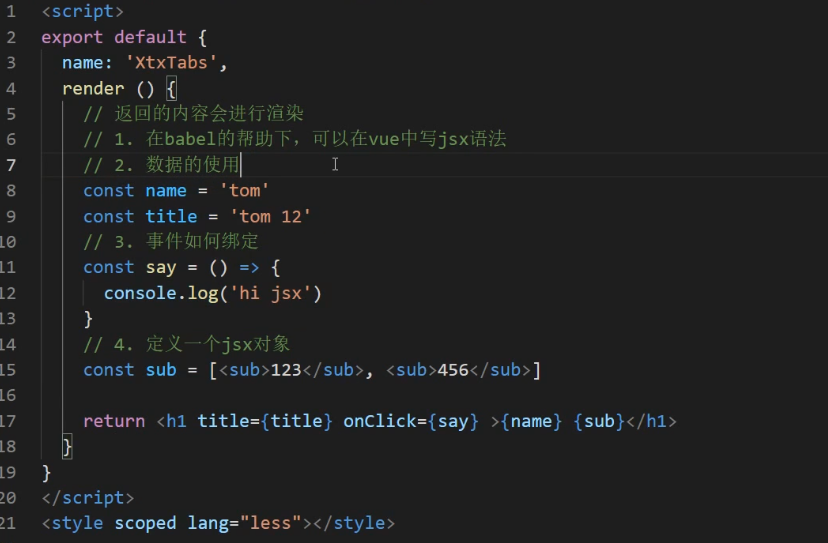 1 <script>
2 export default {
3   name: 'XtxTabs',
4   render () {
5     // 返回的内容会进行渲染
6     // 1. 在babel的帮助下，可以在vue中写jsx语法
7     // 2. 数据的使用
8     const name = 'tom'
9     const title = 'tom 12'
10     // 3. 事件如何绑定
11     const say = () => {
12       console.log('hi jsx')
13     }
14     // 4. 定义一个jsx对象
15     const sub = [<sub>123</sub>, <sub>456</sub>]
16
17     return <h1 title={title} onClick={say} >{name} {sub}</h1>
18   }
19 }
20 </script>
21 <style scoped lang="less"></style>